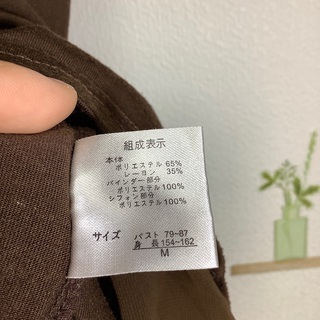 組成表示
本体
ポリエステル 65%
レーヨン 35%
バインダー部分
ポリエステル100%
シフォン部分
ポリエステル100%
サイズ バスト 79~87
身長154~162
M